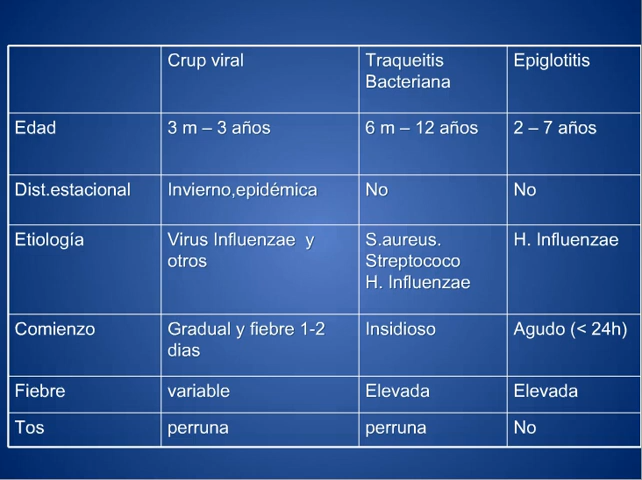 Crup viral
Traqueitis
Bacteriana
Epiglotitis
Edad
3 m – 3 años
6 m – 12 años
2 – 7 años
Dist.estacional
Invierno,epidémica
No
No
Etiología
Virus Influenzae y
otros
S.aureus.
Streptococo
H. Influenzae
H. Influenzae
Comienzo
Gradual y fiebre 1-2
dias
Insidioso
Agudo (< 24h)
Fiebre
variable
Elevada
Elevada
Tos
perruna
perruna
No